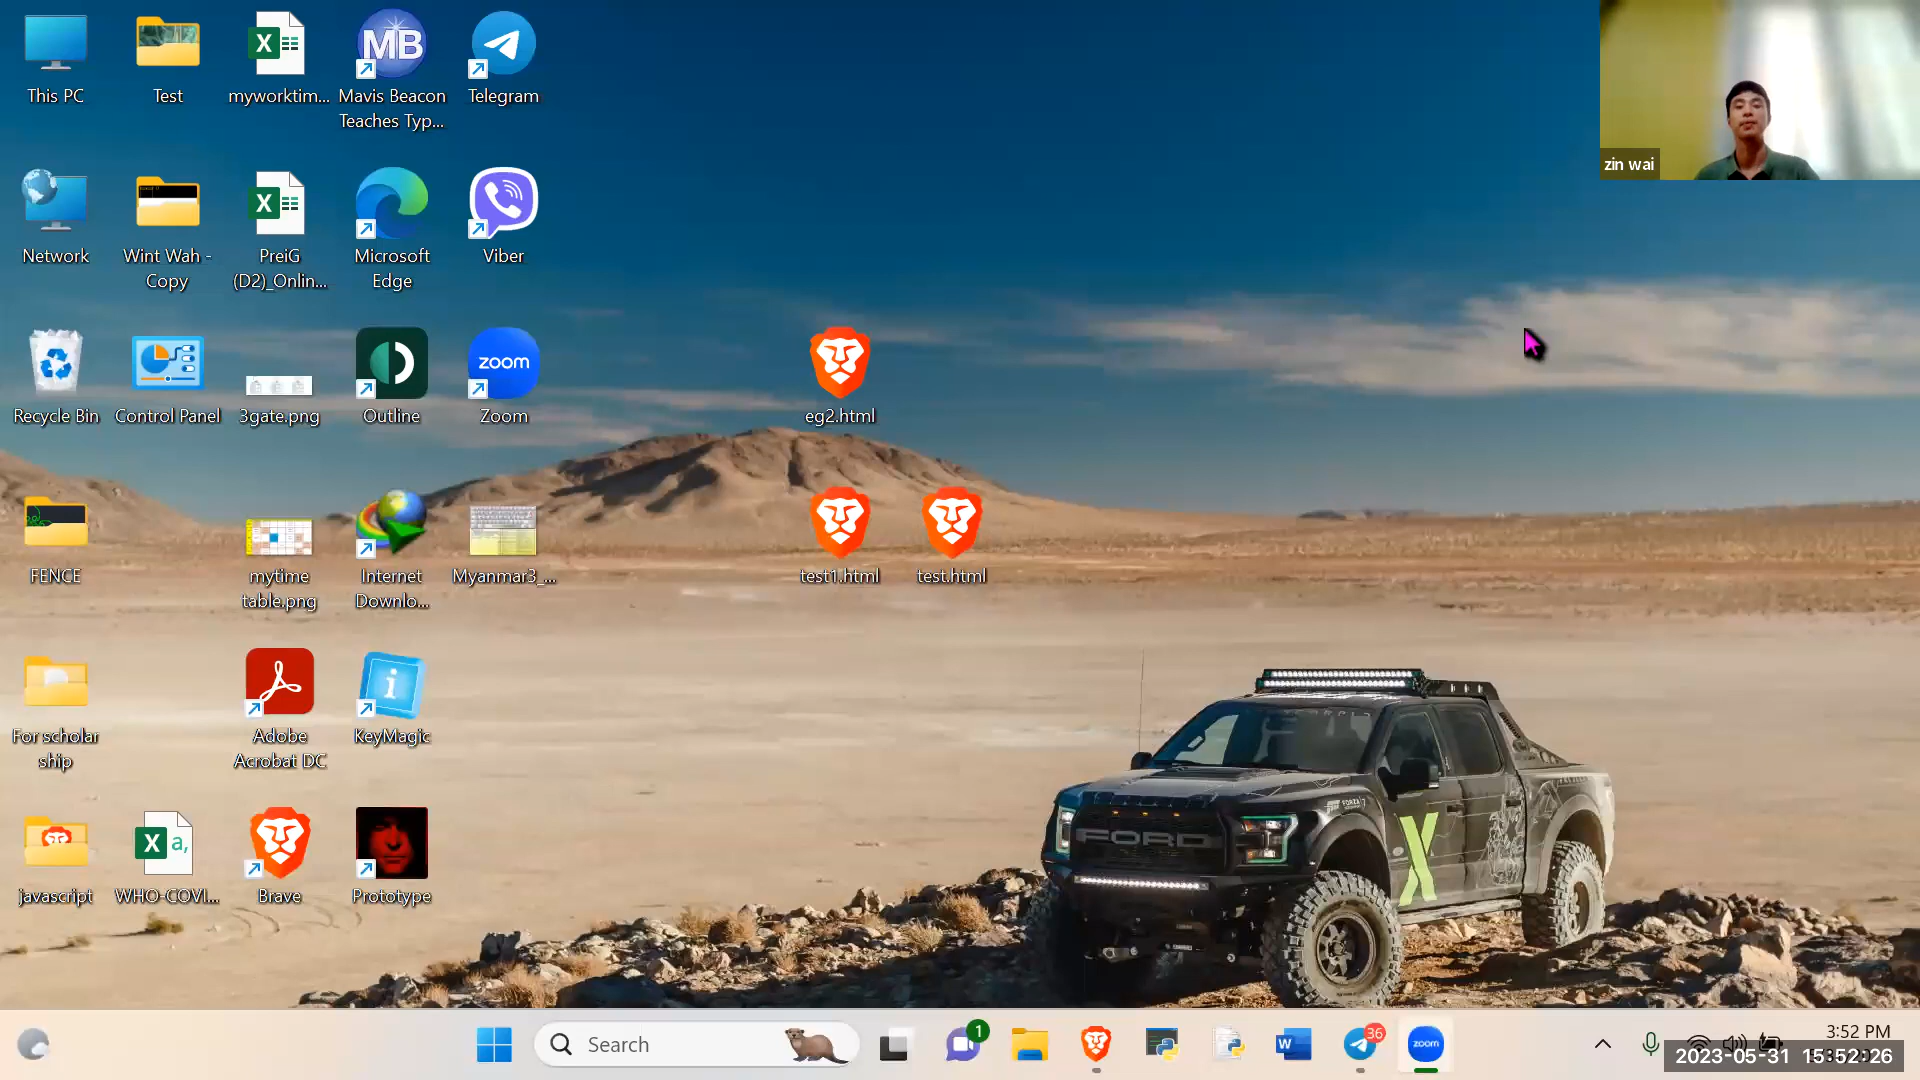 This PC
Test
myworktim...
Mavis Beacon
Teaches Typ...
Telegram
zin wai
Network
Wint Wah -
Copy
PreiG
(D2)_Onlin...
Microsoft
Edge
Viber
Recycle Bin
Control Panel
3gate.png
Outline
zoom
Zoom
eg2.html
FENCE
mytime
table.png
Internet
Downlo...
Myanmar3_...
test1.html
test.html
For scholar
ship
Adobe
Acrobat DC
KeyMagic
javascript
WHO-COVI...
Brave
Prototype
FORD
X
MB
Search
1
36
zoom
3:52 PM
2023-05-31 15:52:26